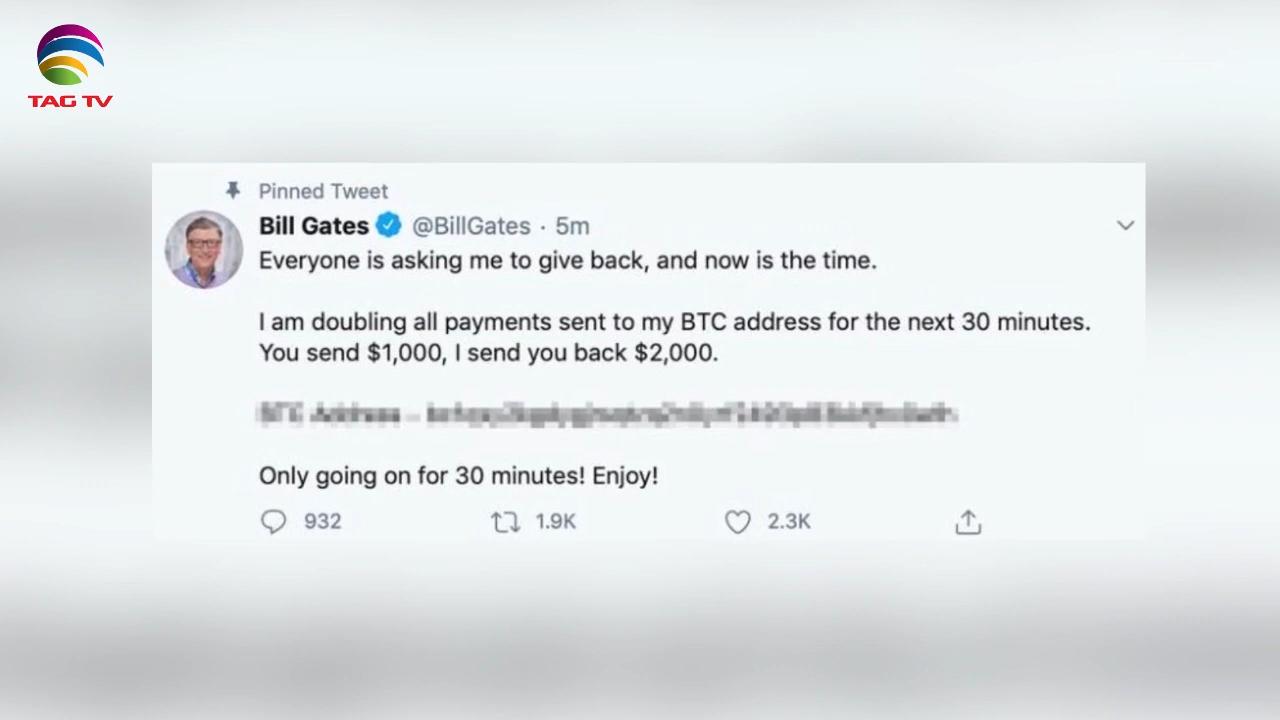 TAG TV
Pinned Tweet
Bill Gates @BillGates · 5m
Everyone is asking me to give back, and now is the time.
I am doubling all payments sent to my BTC address for the next 30 minutes.
You send $1,000, I send you back $2,000.
Only going on for 30 minutes! Enjoy!
932 1.9K 2.3K